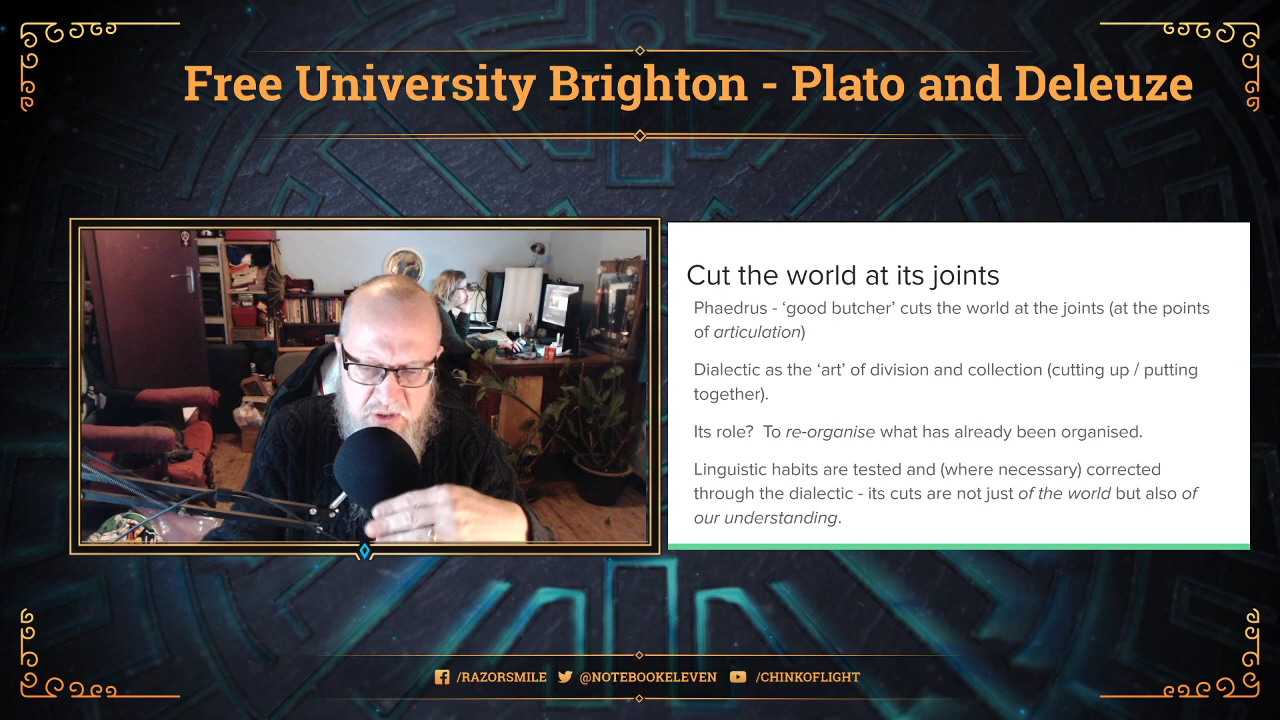 Free University Brighton - Plato and Deleuze
Cut the world at its joints
Phaedrus - ‘good butcher’ cuts the world at the joints (at the points
of articulation)
Dialectic as the ‘art’ of division and collection (cutting up / putting
together).
Its role?  To re-organise what has already been organised.
Linguistic habits are tested and (where necessary) corrected
through the dialectic - its cuts are not just of the world but also of
our understanding.
/RAZORSMILE @NOTEBOOKELEVEN /CHINKOFLIGHT